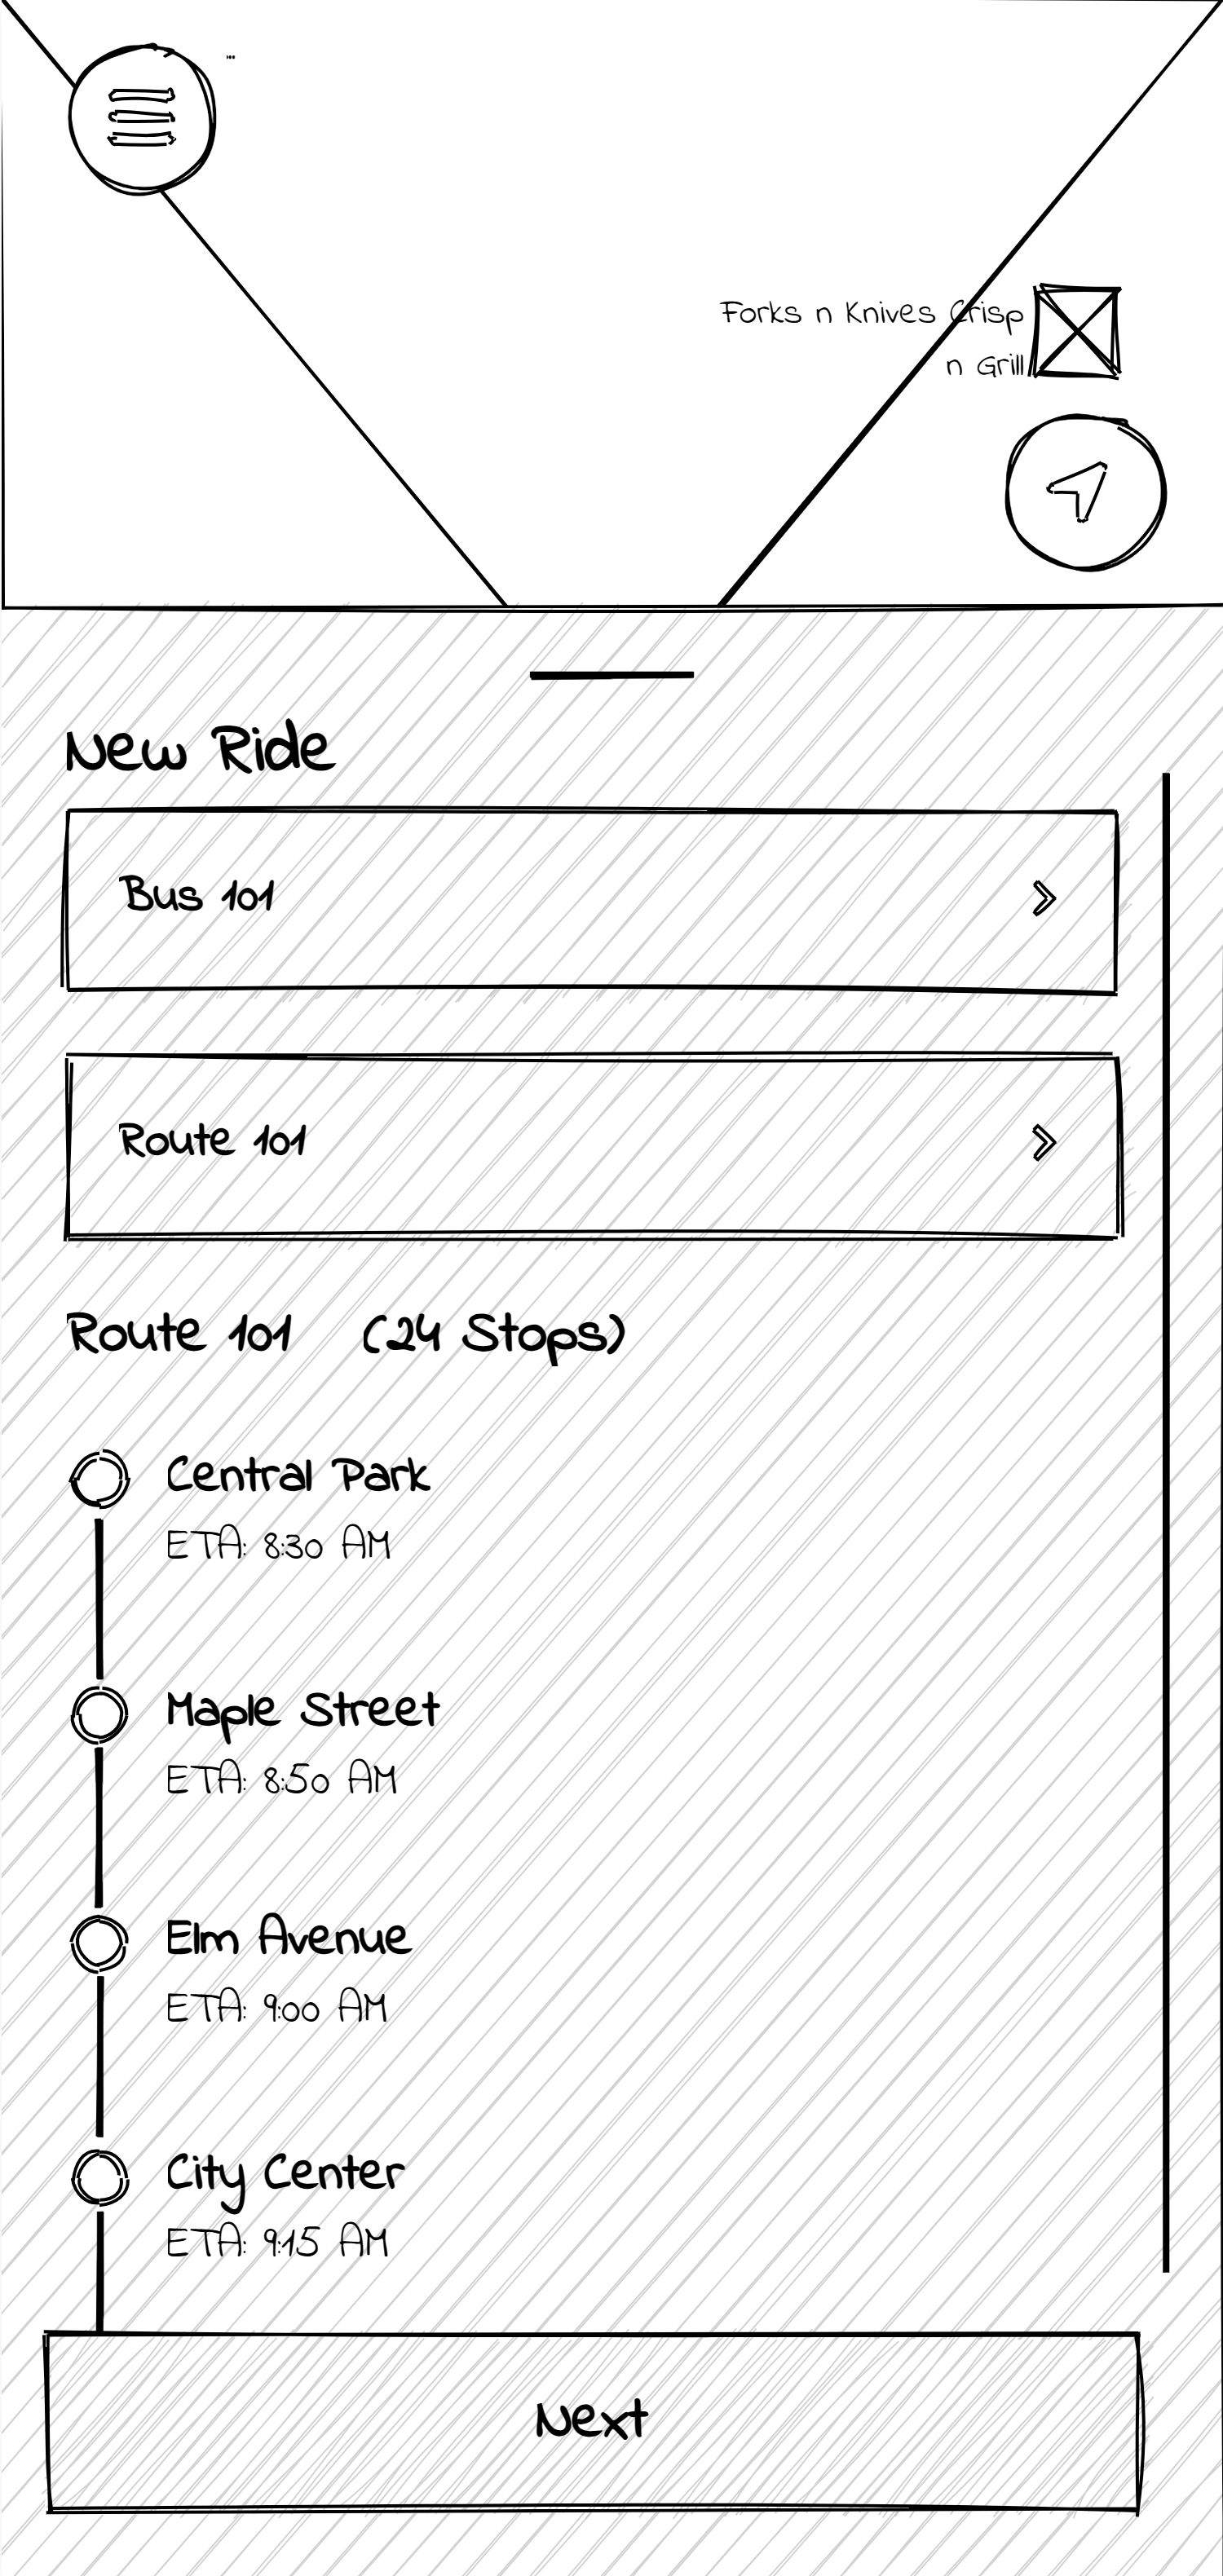 ...
Forks n Knives Crisp
n Grill
New Ride
Bus 101
Route 101
Route 101 (24 Stops)
Central Park
ETA: 8:30 AM
Maple Street
ETA: 8:50 AM
Elm Avenue
ETA: 9:00 AM
City Center
ETA: 9:15 AM
Next